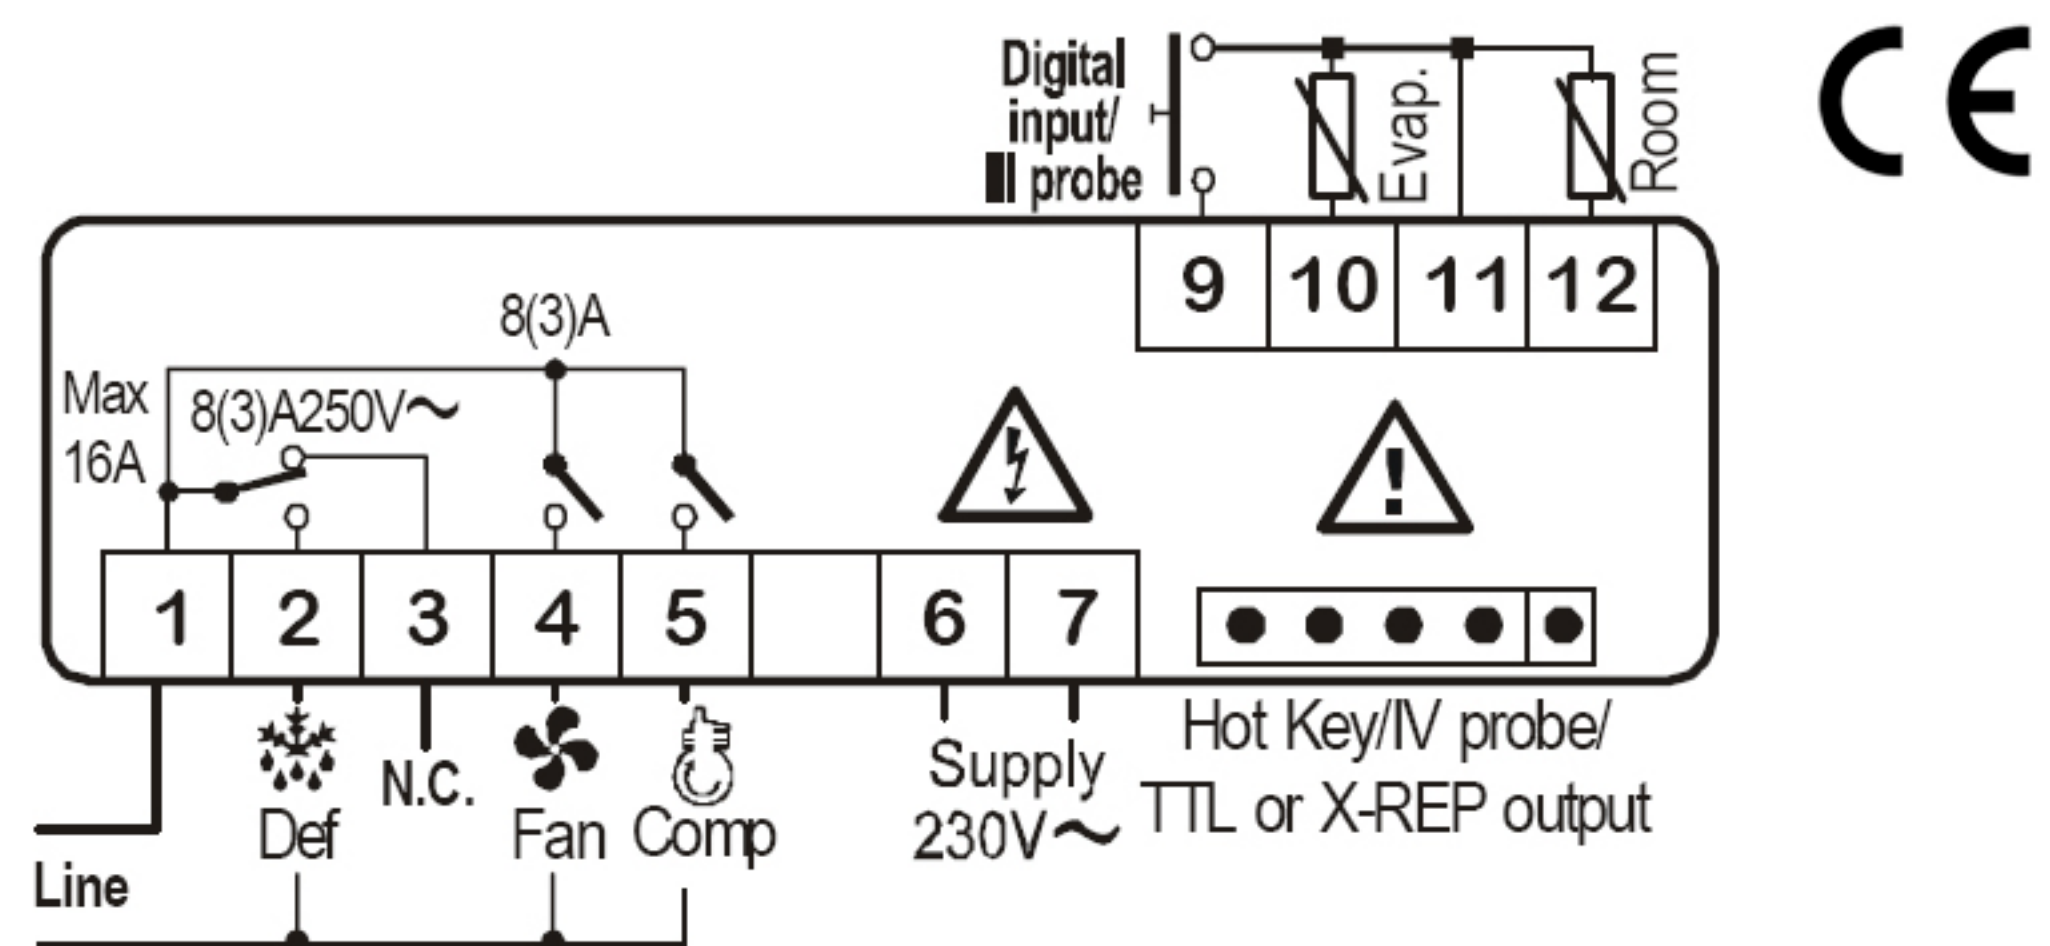 Digital
input/
III probe
Evap.
Room
CE
9 10 11 12
8(3)A
Max
16A
8(3)A250V~
!
1 2 3 4 5 6 7
Def
N.C.
Fan
Comp
Supply
230V~
Hot Key/IV probe/
TTL or X-REP output
Line